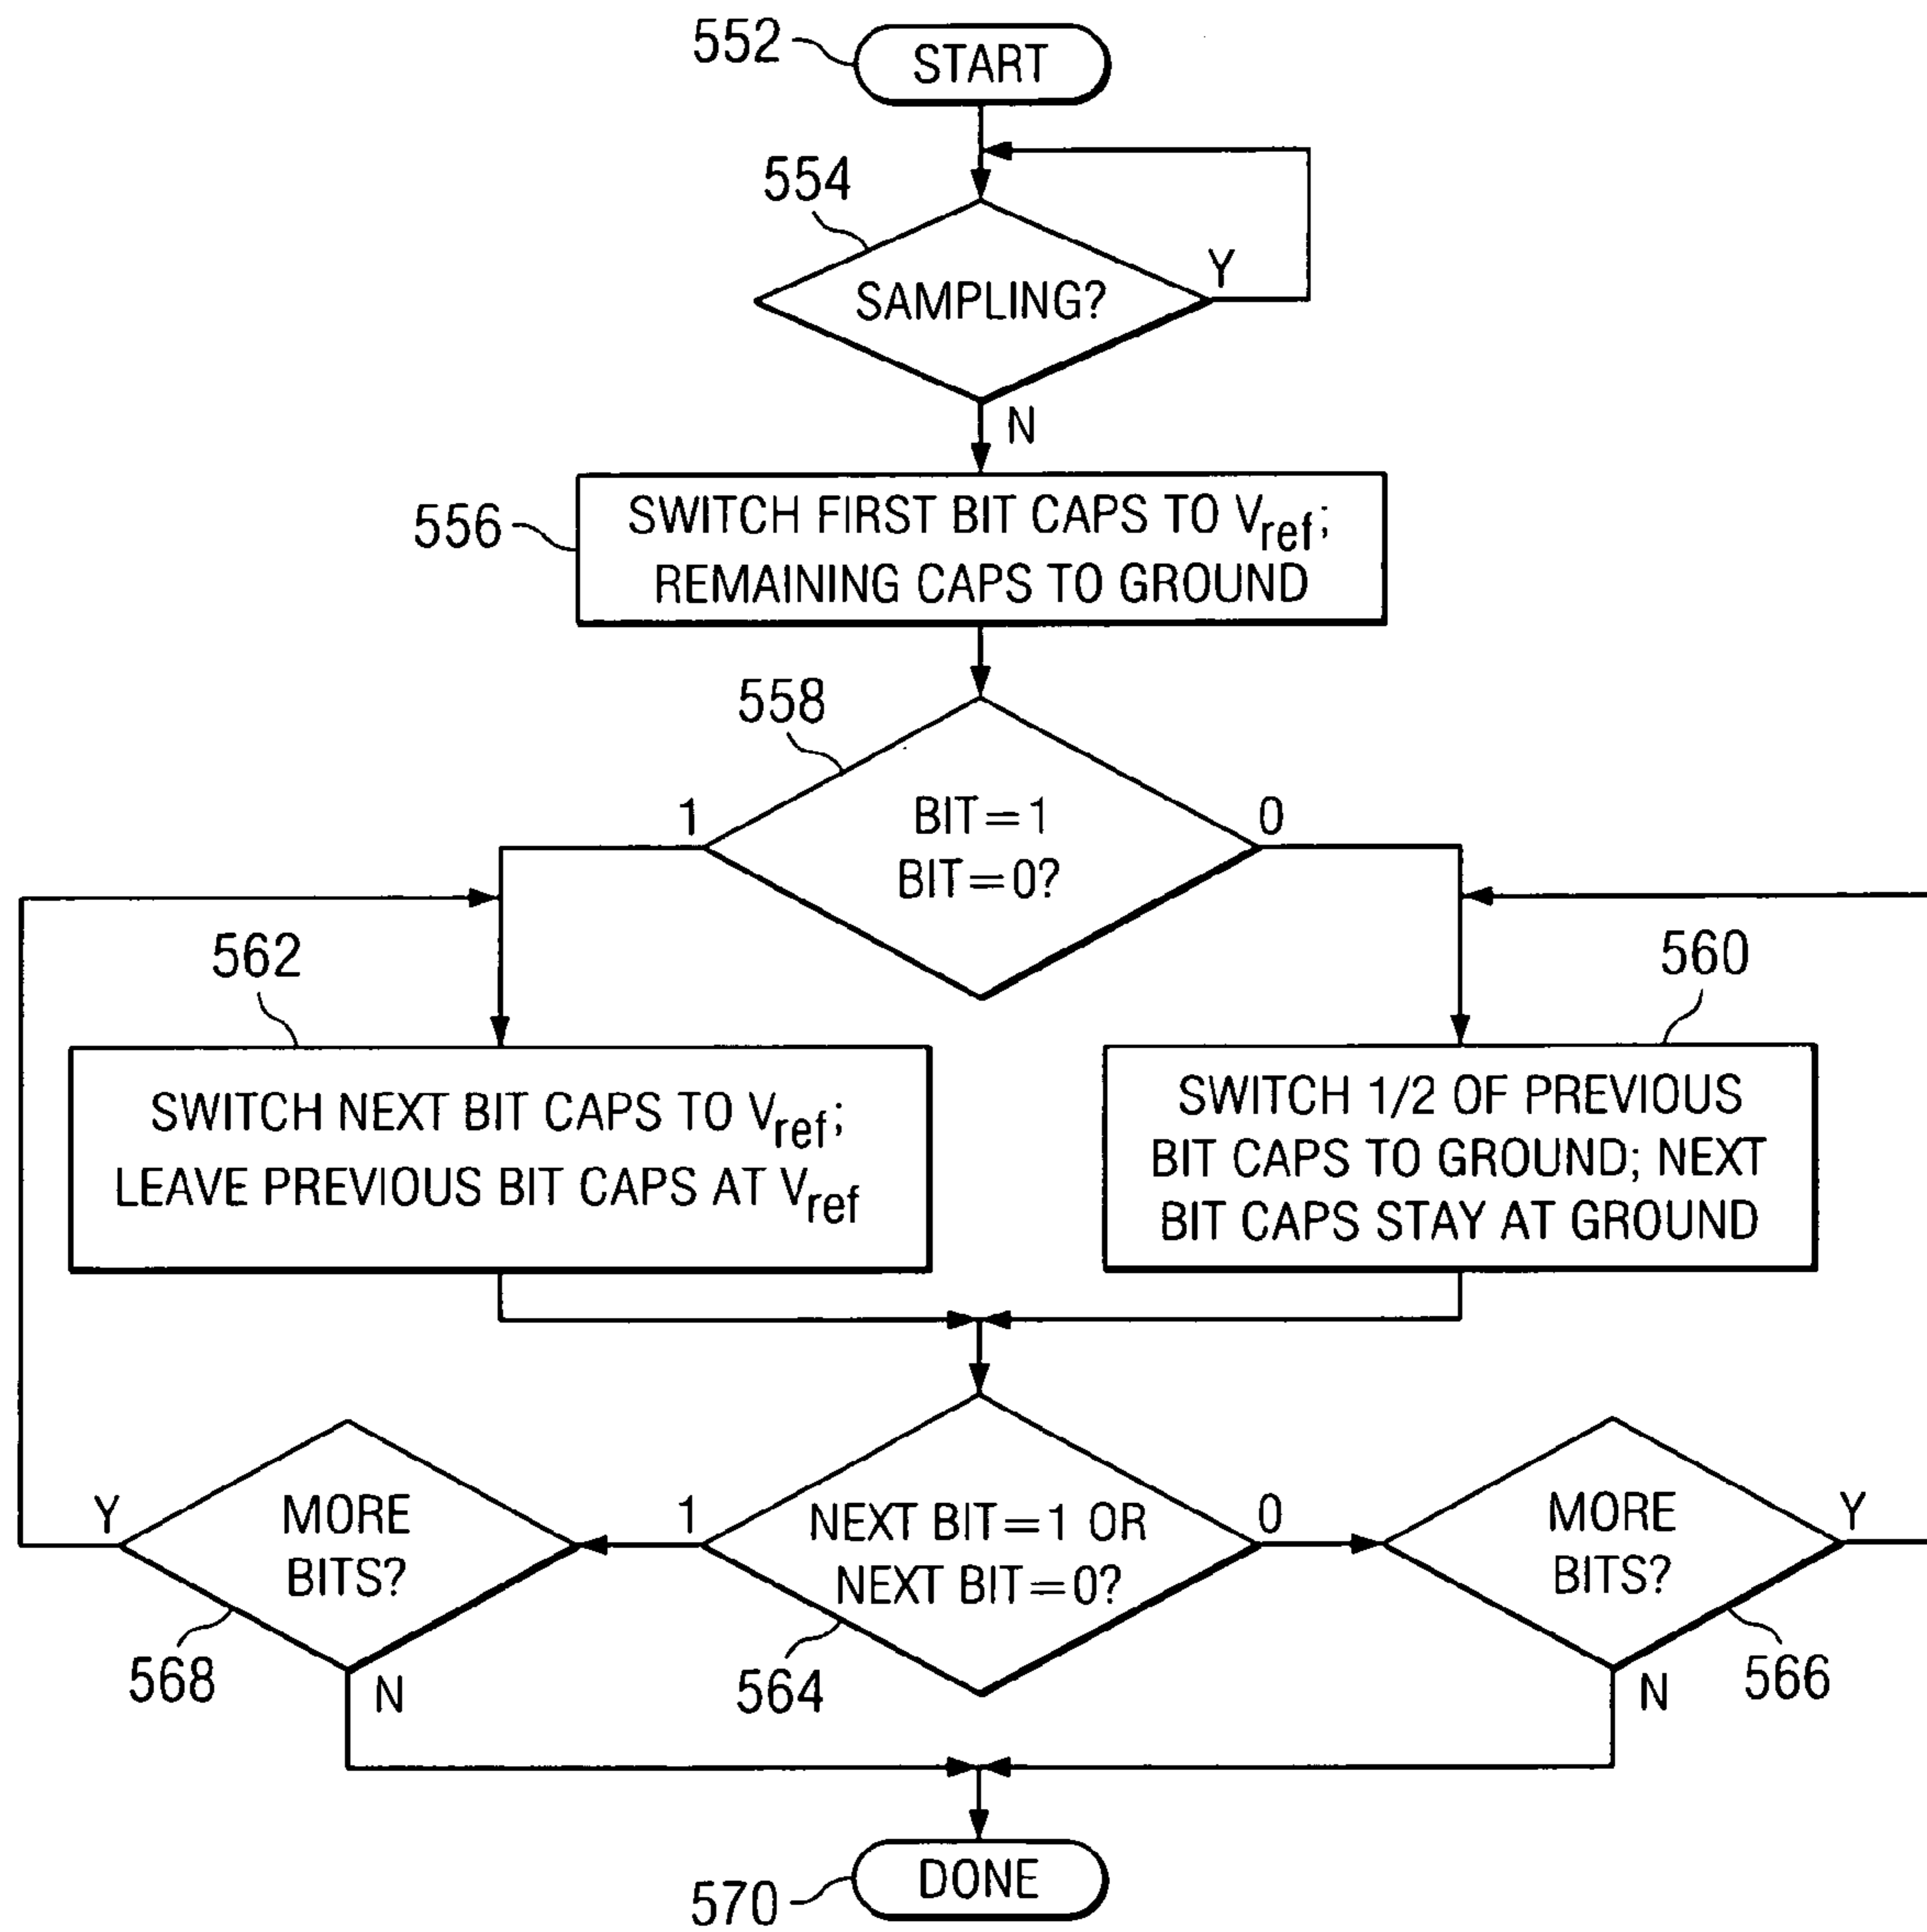 552
START
554
SAMPLING?
Y
N
556
SWITCH FIRST BIT CAPS TO Vref;
REMAINING CAPS TO GROUND
558
1
BIT=1
BIT=0?
0
562
560
SWITCH NEXT BIT CAPS TO Vref;
LEAVE PREVIOUS BIT CAPS AT Vref
SWITCH 1/2 OF PREVIOUS
BIT CAPS TO GROUND; NEXT
BIT CAPS STAY AT GROUND
Y
MORE
BITS?
1
NEXT BIT=1 OR
NEXT BIT=0?
0
MORE
BITS?
Y
568
N
564
N
566
570
DONE